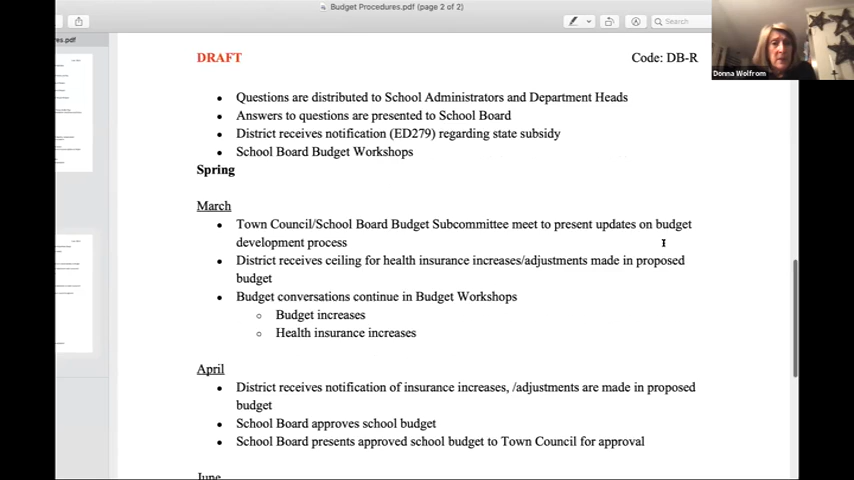 Budget Procedures.pdf (page 2 of 2)
Search
res.pdf
Donna Wolfrom
DRAFT
Code: DB-R
• Questions are distributed to School Administrators and Department Heads
• Answers to questions are presented to School Board
• District receives notification (ED279) regarding state subsidy
• School Board Budget Workshops
Spring
March
• Town Council/School Board Budget Subcommittee meet to present updates on budget
development process
• District receives ceiling for health insurance increases/adjustments made in proposed
budget
• Budget conversations continue in Budget Workshops
○ Budget increases
○ Health insurance increases
April
• District receives notification of insurance increases, /adjustments are made in proposed
budget
• School Board approves school budget
• School Board presents approved school budget to Town Council for approval
June